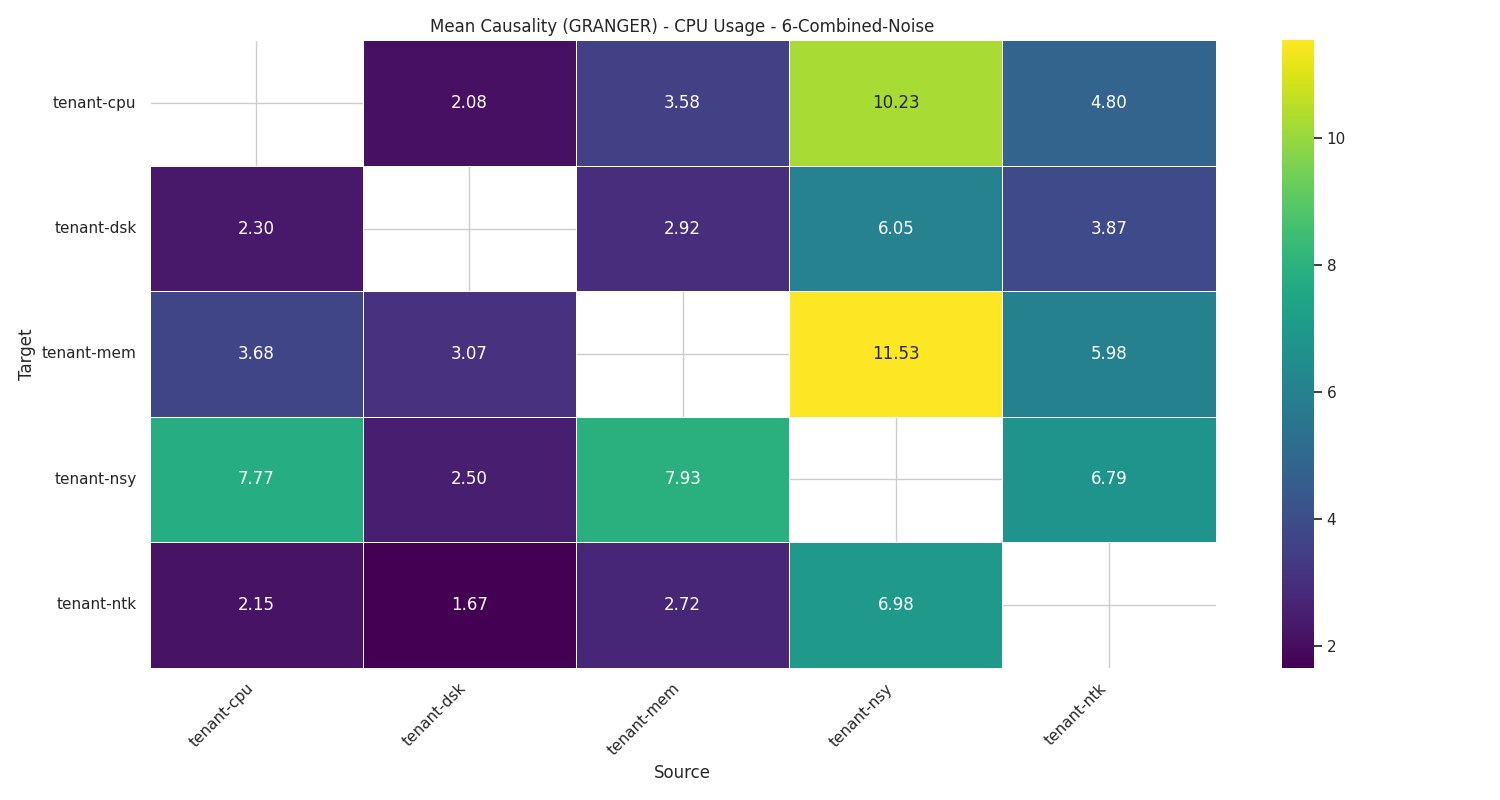 Mean Causality (GRANGER) - CPU Usage - 6-Combined-Noise
tenant-cpu 2.08 3.58 10.23 4.80
tenant-dsk 2.30 2.92 6.05 3.87
tenant-mem 3.68 3.07 11.53 5.98
tenant-nsy 7.77 2.50 7.93 6.79
tenant-ntk 2.15 1.67 2.72 6.98
Target
tenant-cpu tenant-dsk tenant-mem tenant-nsy tenant-ntk
Source
10
8
6
4
2